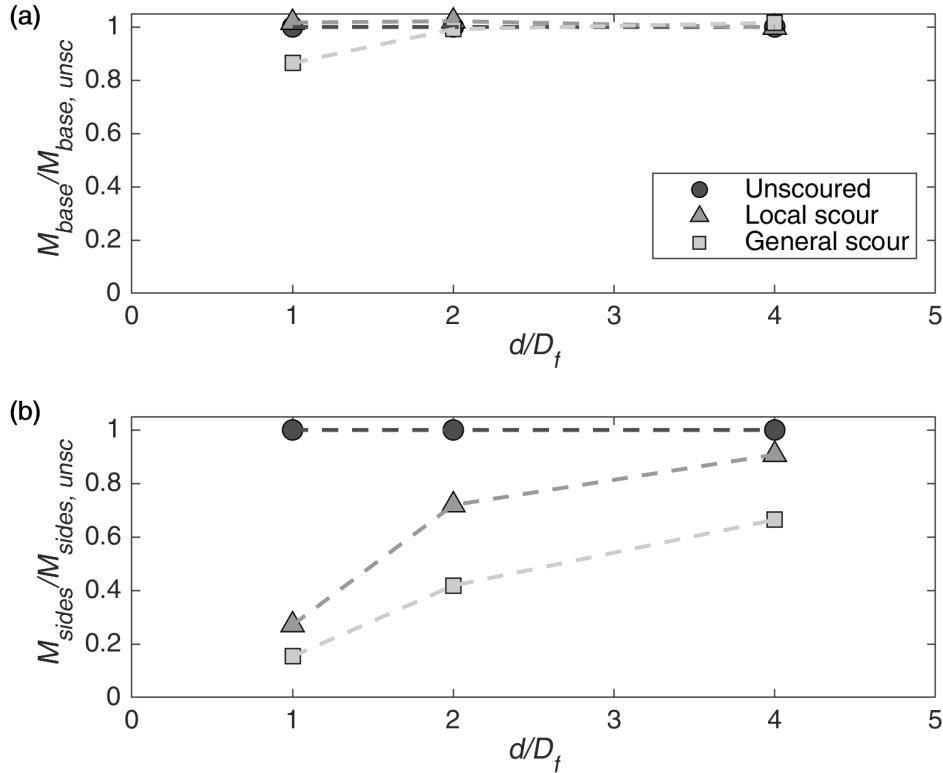 (a)
M_base/M_base, unsc
1
0.8
0.6
0.4
0.2
0
Unscoured
Local scour
General scour
0 1 2 3 4 5
d/D_f
(b)
M_sides/M_sides, unsc
1
0.8
0.6
0.4
0.2
0
0 1 2 3 4 5
d/D_f